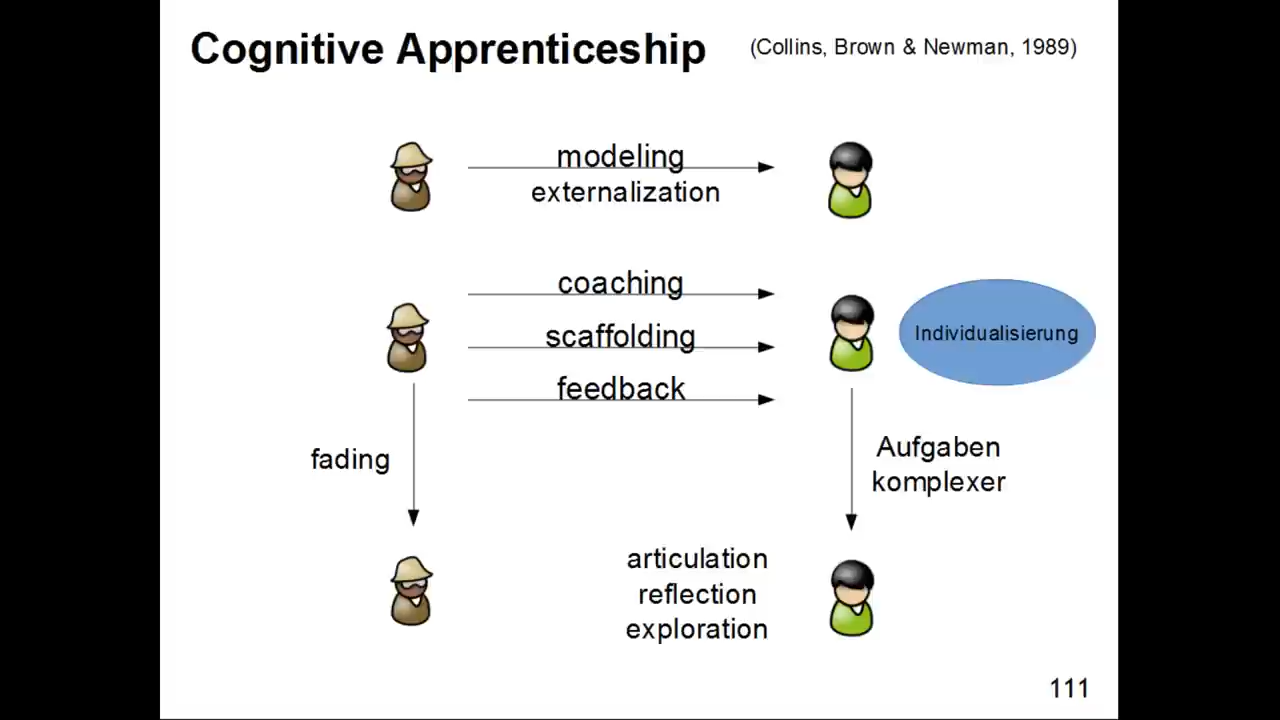 Cognitive Apprenticeship
(Collins, Brown & Newman, 1989)
modeling
externalization
coaching
scaffolding
feedback
Individualisierung
fading
Aufgaben
komplexer
articulation
reflection
exploration
111